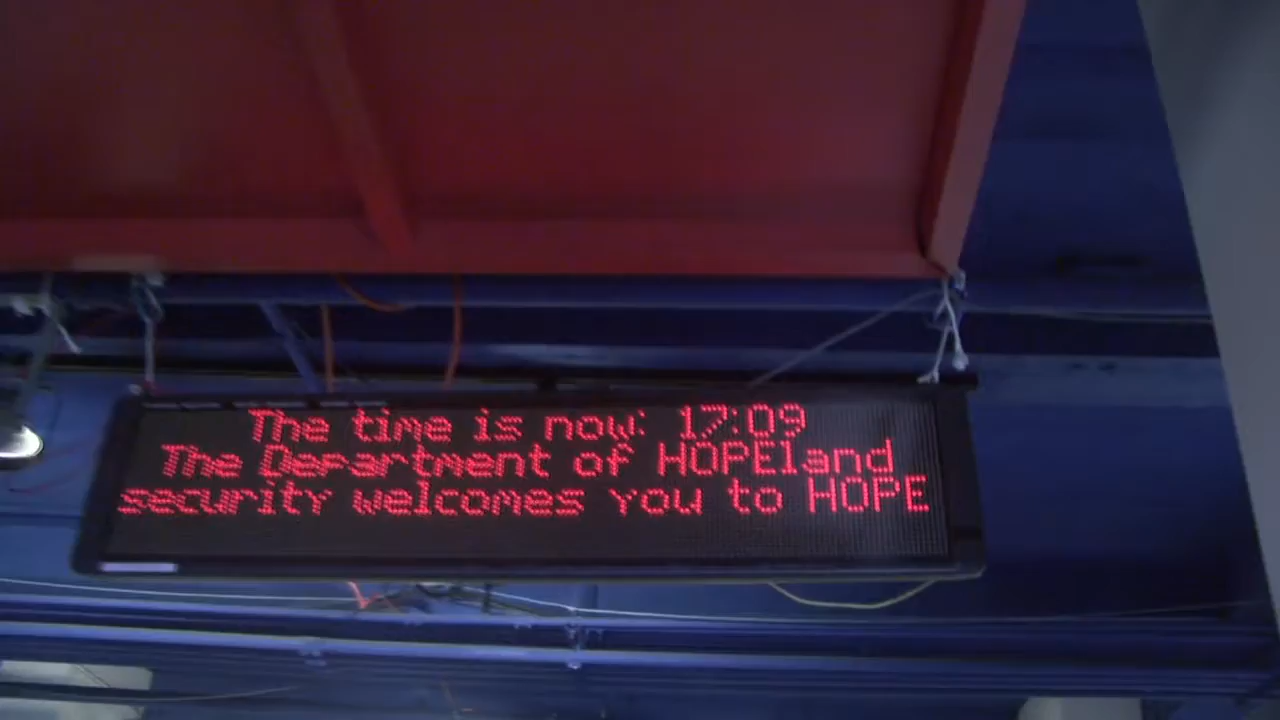 The time is now: 17:09
The Department of HOPEland
security welcomes you to HOPE